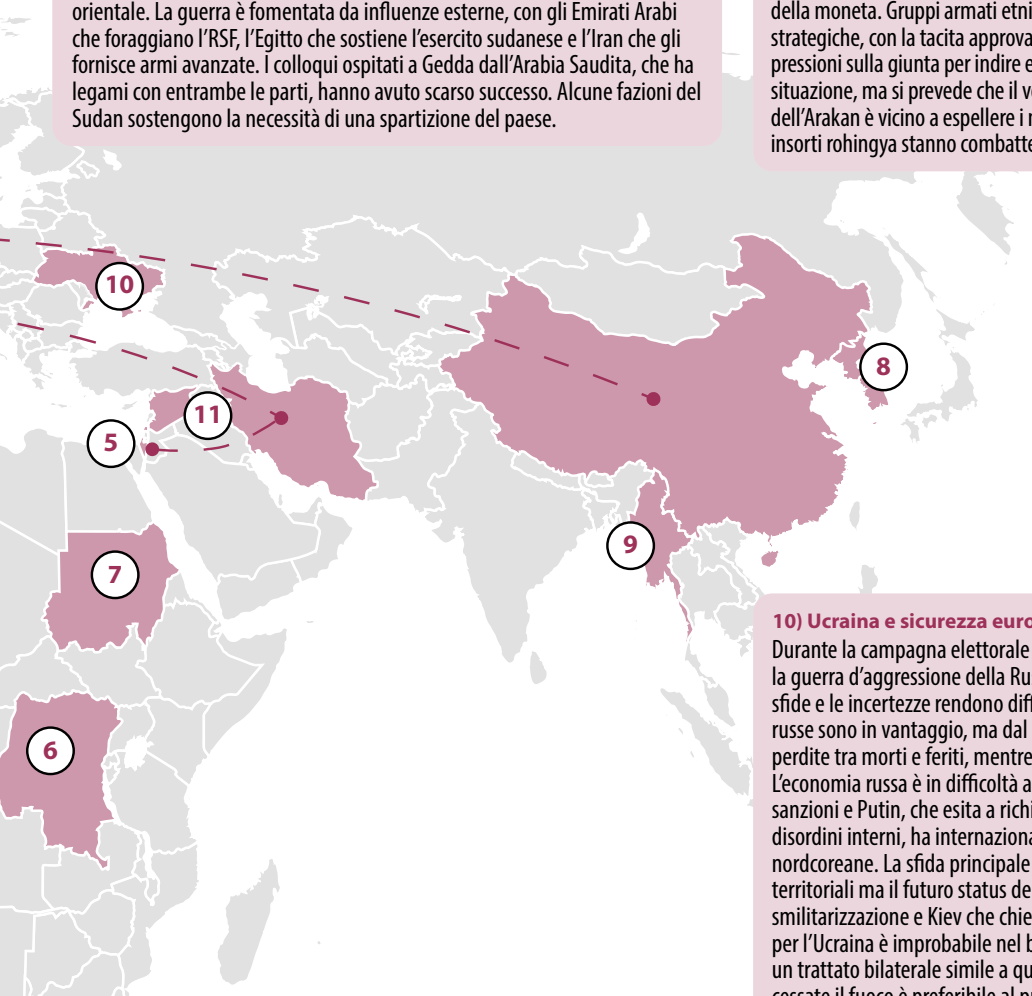 orientale. La guerra è fomentata da influenze esterne, con gli Emirati Arabi
che foraggiano l’RSF, l’Egitto che sostiene l’esercito sudanese e l’Iran che gli
fornisce armi avanzate. I colloqui ospitati a Gedda dall’Arabia Saudita, che ha
legami con entrambe le parti, hanno avuto scarso successo. Alcune fazioni del
Sudan sostengono la necessità di una spartizione del paese.
della moneta. Gruppi armati etni
strategiche, con la tacita approva
pressioni sulla giunta per indire e
situazione, ma si prevede che il v
dell’Arakan è vicino a espellere i
insorti rohingya stanno combatte
10
8
11
5
9
7
6
10) Ucraina e sicurezza euro
Durante la campagna elettorale
la guerra d’aggressione della Ru
sfide e le incertezze rendono diff
russe sono in vantaggio, ma dal
perdite tra morti e feriti, mentre
L’economia russa è in difficoltà a
sanzioni e Putin, che esita a richi
disordini interni, ha internaziona
nordcoreane. La sfida principale
territoriali ma il futuro status de
smilitarizzazione e Kiev che chie
per l’Ucraina è improbabile nel b
un trattato bilaterale simile a qu
cessate il fuoco è preferibile al